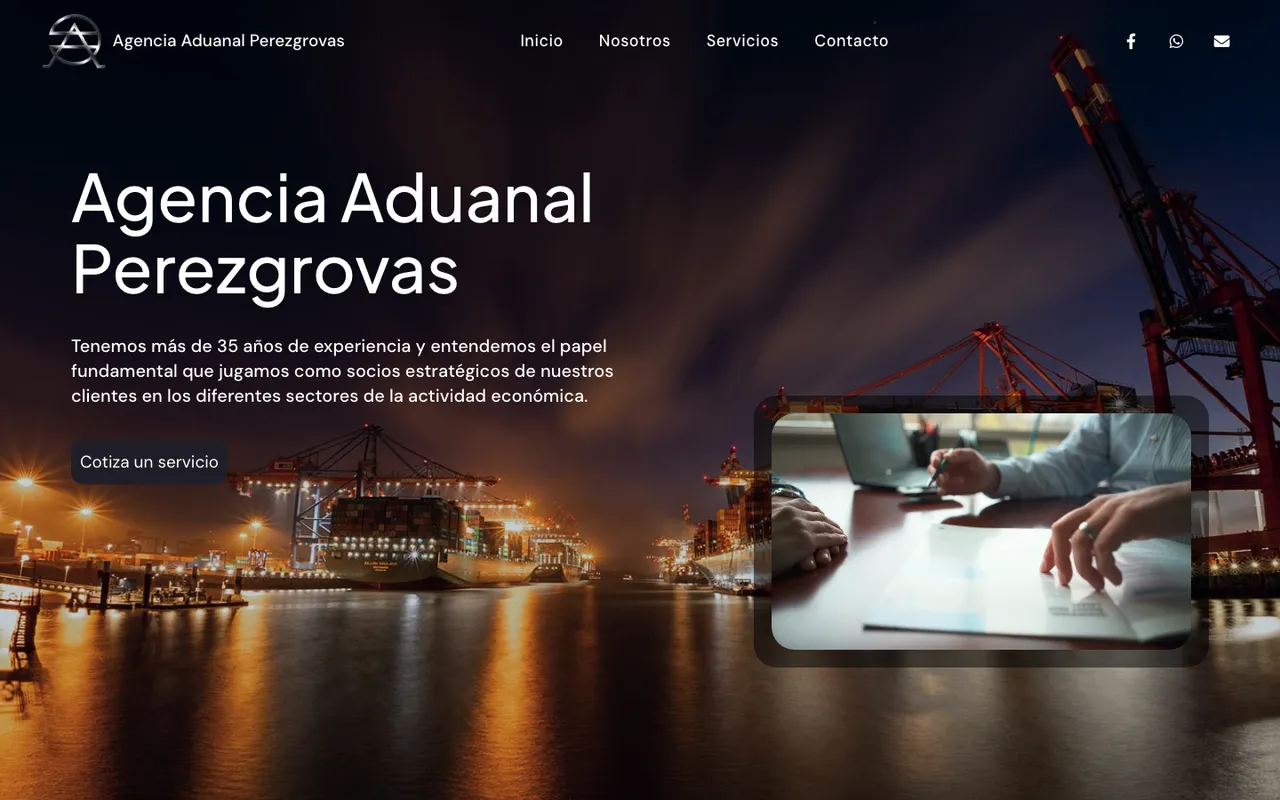 Agencia Aduanal Perezgrovas
Inicio
Nosotros
Servicios
Contacto
Agencia Aduanal
Perezgrovas
Tenemos más de 35 años de experiencia y entendemos el papel
fundamental que jugamos como socios estratégicos de nuestros
clientes en los diferentes sectores de la actividad económica.
Cotiza un servicio